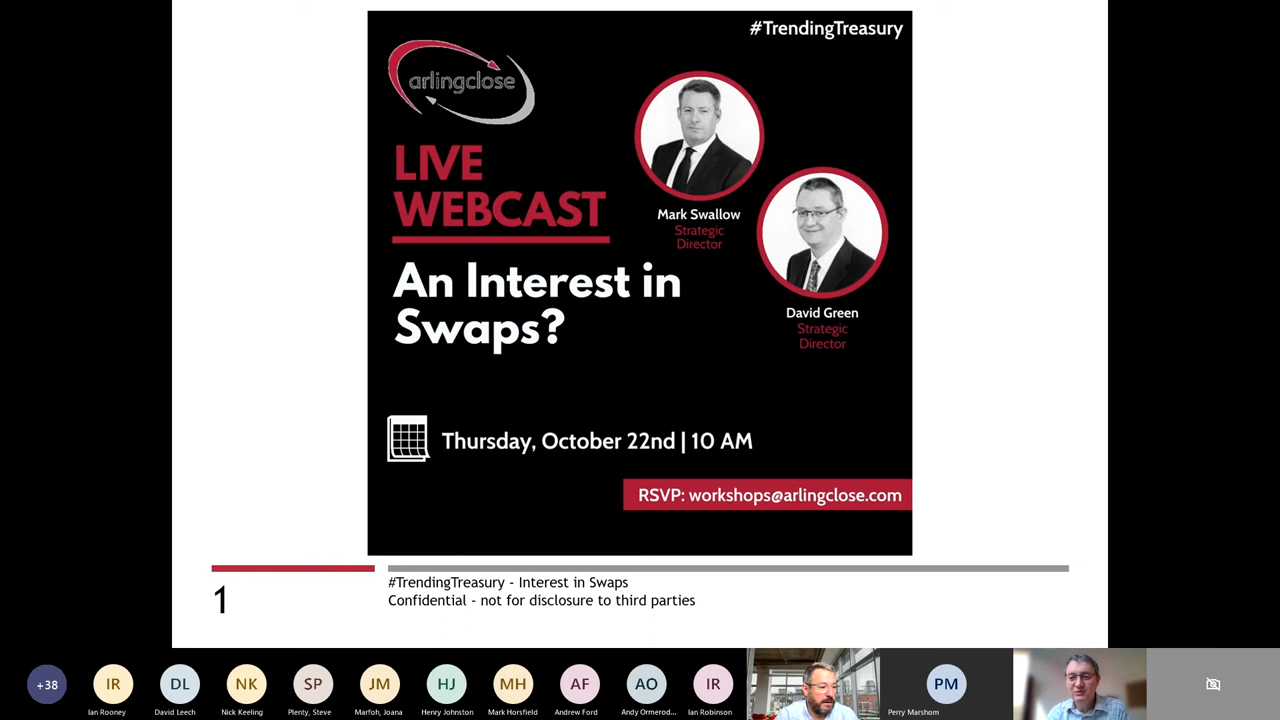 #TrendingTreasury
arlingclose
LIVE
WEBCAST
Mark Swallow
Strategic
Director
An Interest in
Swaps?
David Green
Strategic
Director
Thursday, October 22nd | 10 AM
RSVP: workshops@arlingclose.com
#TrendingTreasury - Interest in Swaps
1
Confidential - not for disclosure to third parties
+38
IR
DL
NK
SP
JM
HJ
MH
AF
AO
IR
PM
Ian Rooney
David Leech
Nick Keeling
Plenty, Steve
Marfoh, Joana
Henry Johnston
Mark Horsfield
Andrew Ford
Andy Ormerod...
Ian Robinson
Perry Marshom